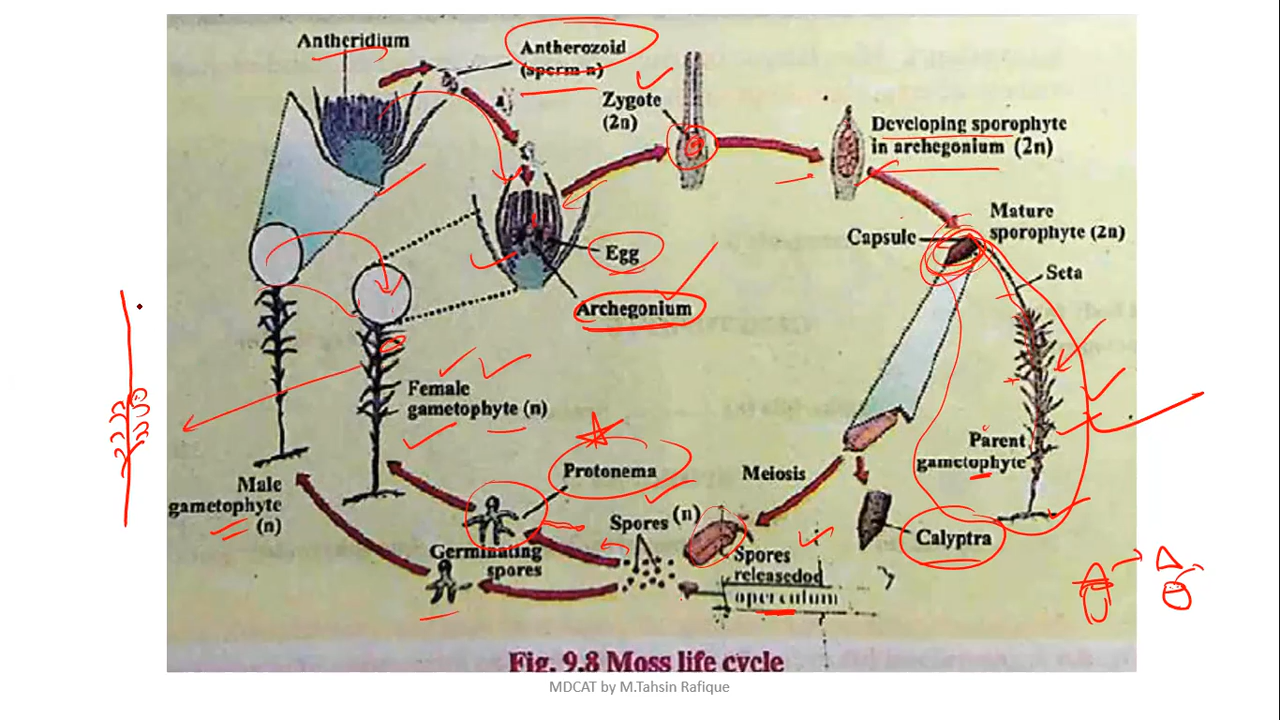 Antheridium
Antherozoid
(sperm n)
Zygote
(2n)
Developing sporophyte
in archegonium (2n)
Mature
sporophyte (2n)
Capsule
Seta
Egg
Archegonium
Female
gametophyte (n)
Protonema
Meiosis
Parent
gametophyte
Male
gametophyte
(n)
Spores (n)
Calyptra
Germinating
spores
Spores
releasedod
operculum
Fig. 9.8 Moss life cycle
MDCAT by M.Tahsin Rafique